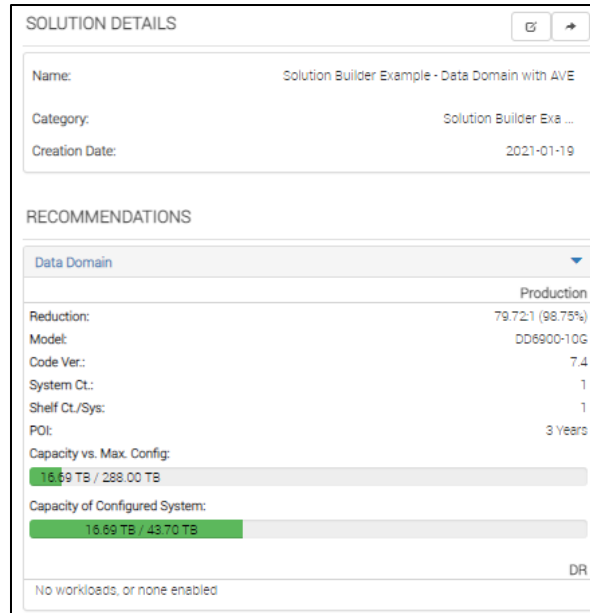 SOLUTION DETAILS
Name: Solution Builder Example - Data Domain with AVE
Category: Solution Builder Exa ...
Creation Date: 2021-01-19
RECOMMENDATIONS
Data Domain
Production
Reduction: 79.72:1 (98.75%)
Model: DD6900-10G
Code Ver.: 7.4
System Ct.: 1
Shelf Ct./Sys: 1
POI: 3 Years
Capacity vs. Max. Config:
16.69 TB / 288.00 TB
Capacity of Configured System:
16.69 TB / 43.70 TB
DR
No workloads, or none enabled